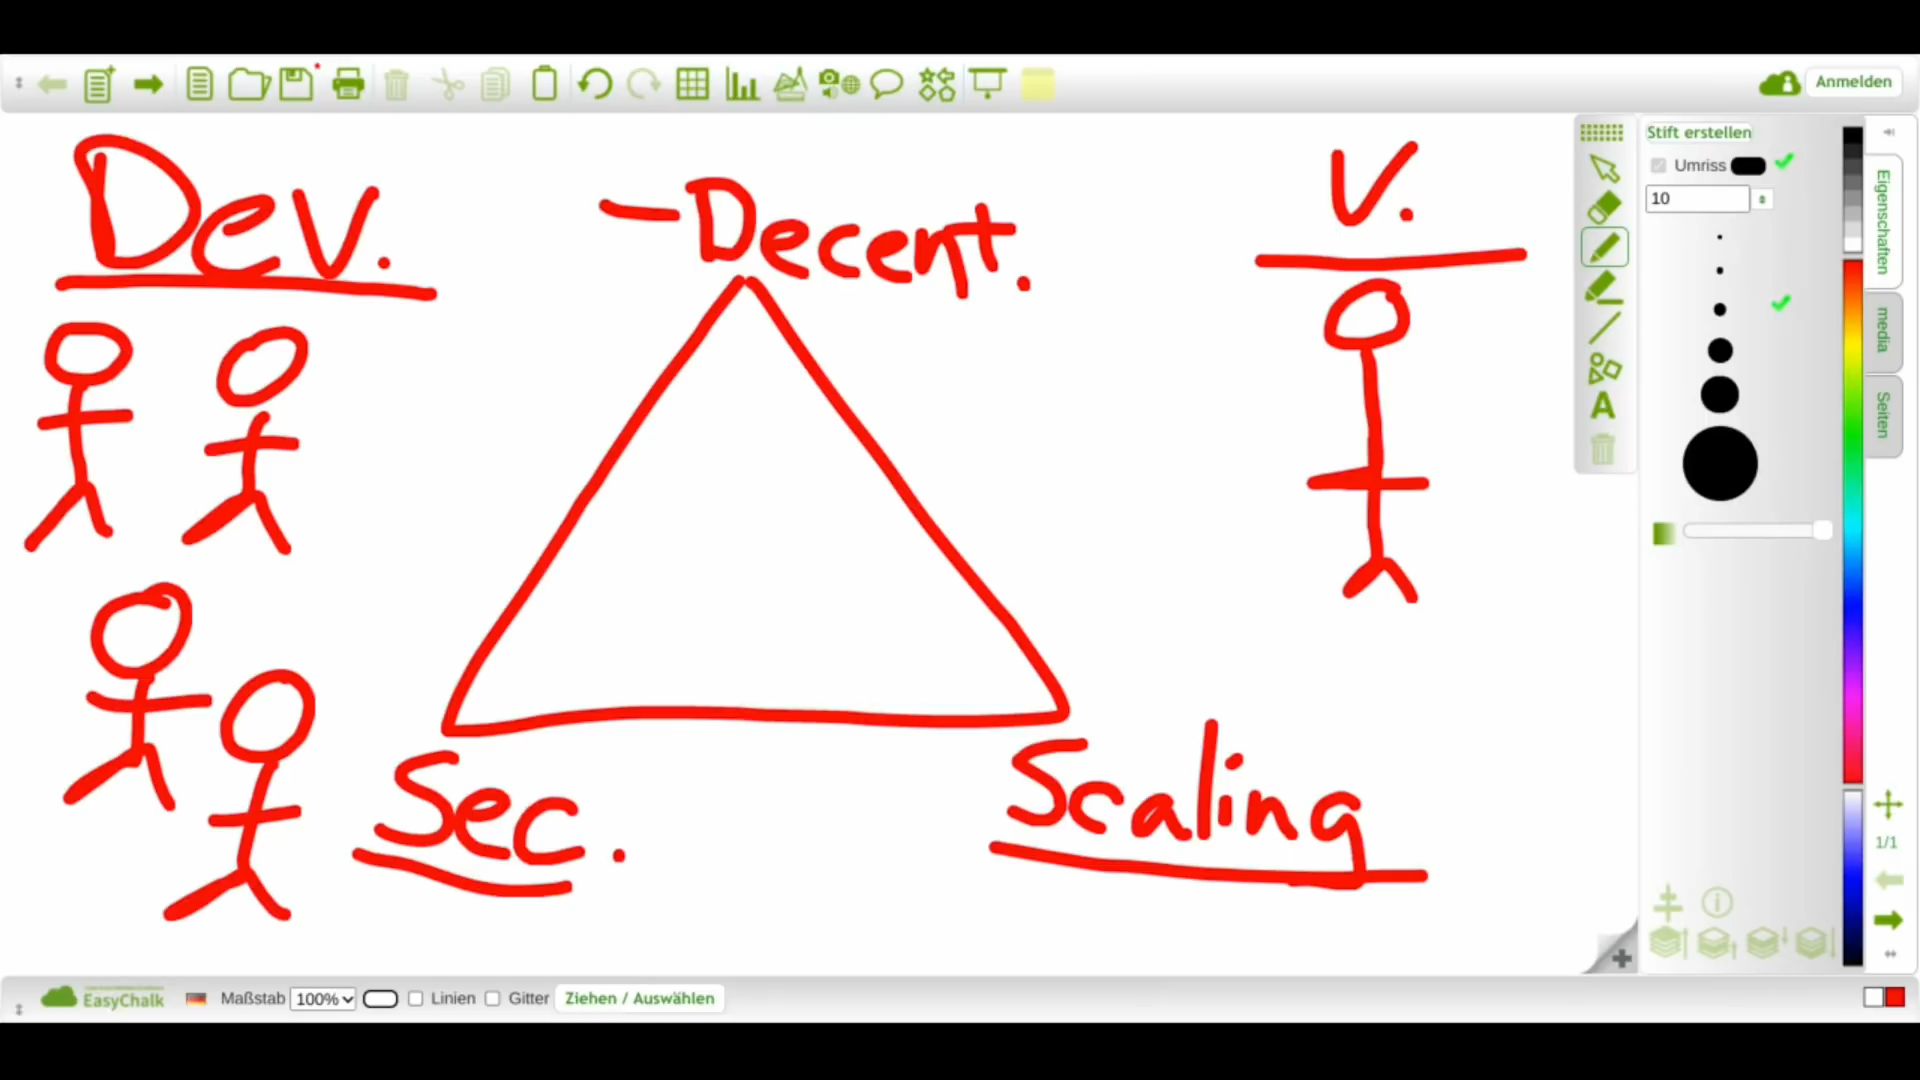 Anmelden
Dev.
– Decent.
V.
Sec.
Scaling
Stift erstellen
Umriss
10
A
Eigenschaften
media
Seiten
1/1
EasyChalk
Maßstab 100% Linien Gitter Ziehen / Auswählen